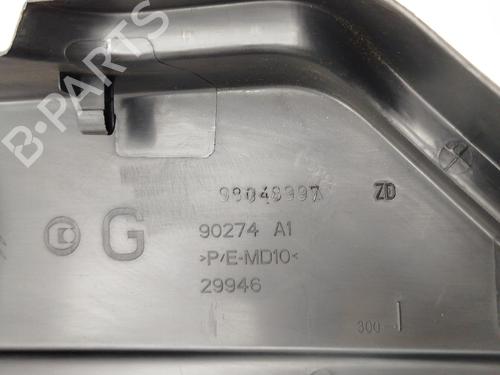 B-PARTS
98048997 ZD
G 90274 A1
>P/E-MD10<
29946
300